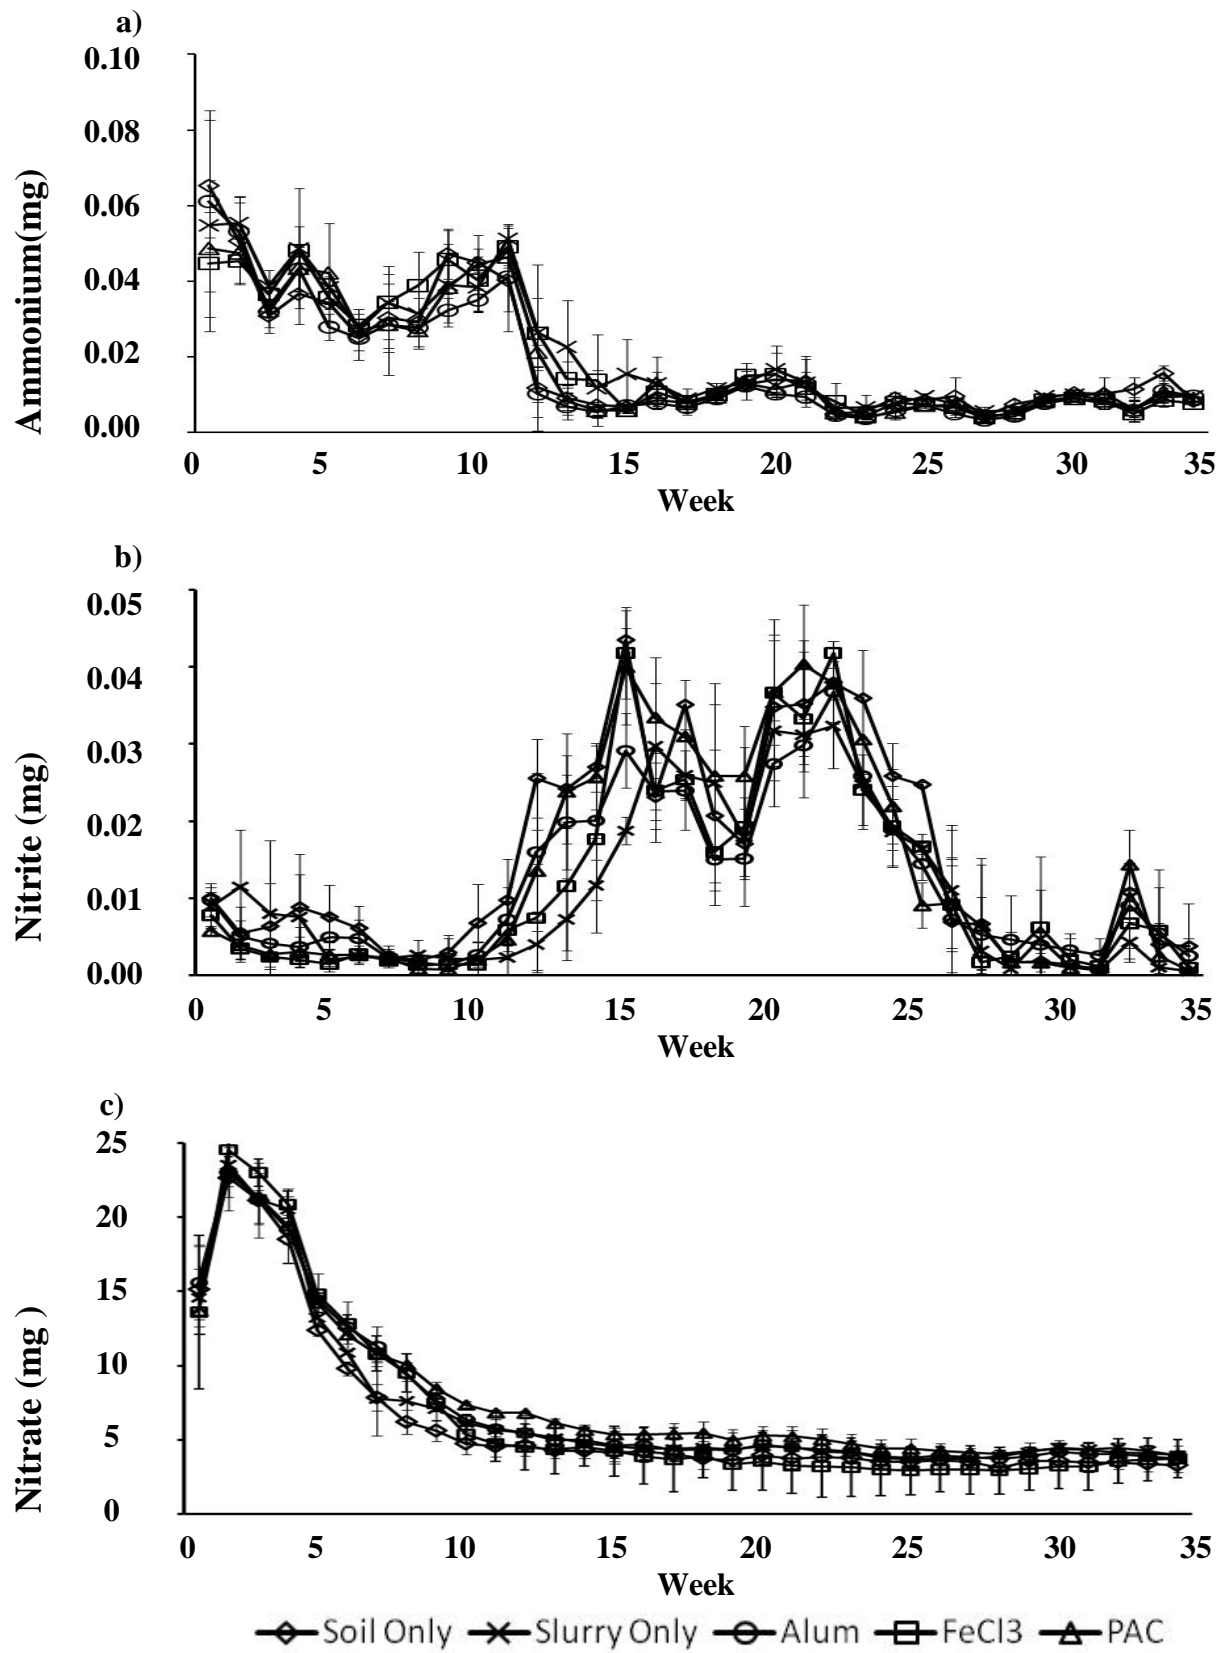 a)
0.10
0.08
0.06
0.04
0.02
0.00
Ammonium(mg)
0 5 10 15 20 25 30 35
Week
b)
0.05
0.04
0.03
0.02
0.01
0.00
Nitrite (mg)
0 5 10 15 20 25 30 35
Week
c)
25
20
15
10
5
0
Nitrate (mg )
0 5 10 15 20 25 30 35
Week
Soil Only Slurry Only Alum FeCl3 PAC